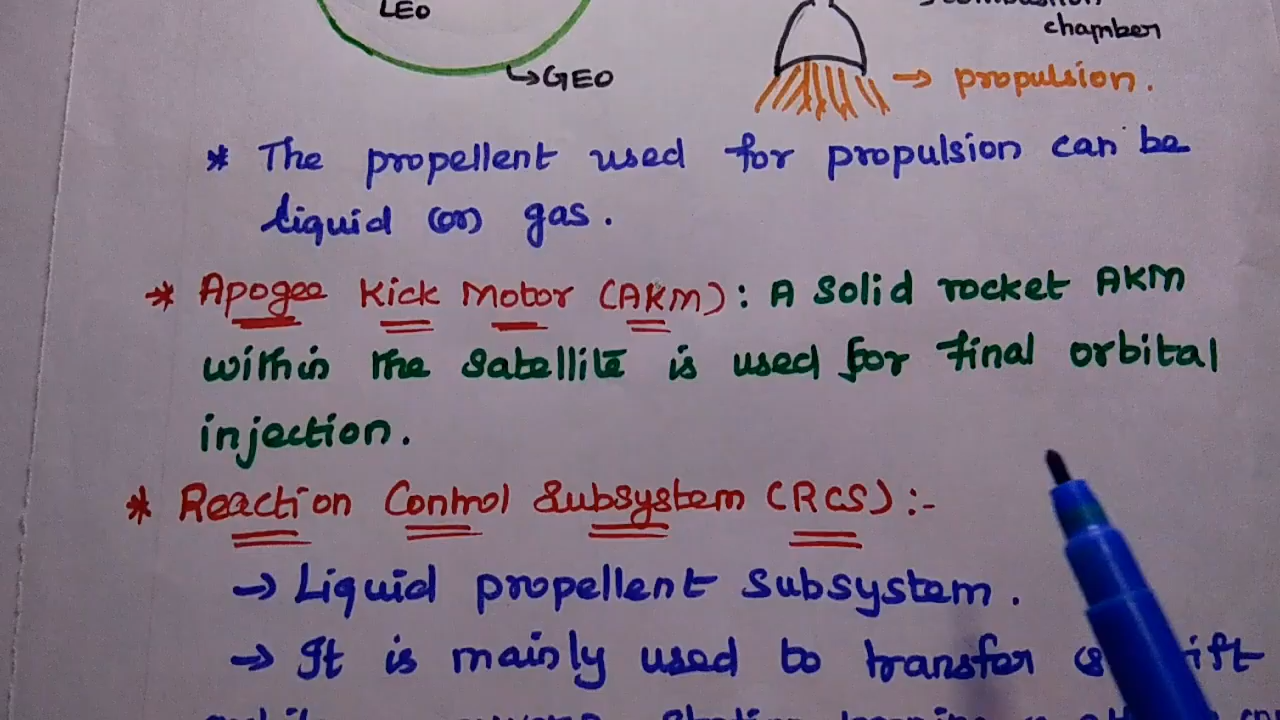 LEO
chamber
↳GEO
→ propulsion.
* The propellent used for propulsion can be
liquid (or) gas.
* Apogee Kick Motor (AKM) : A Solid rocket AKM
within the satellite is used for final orbital
injection.
* Reaction Control Subsystem (RCS) :-
→ Liquid propellent subsystem.
→ It is mainly used to transfer